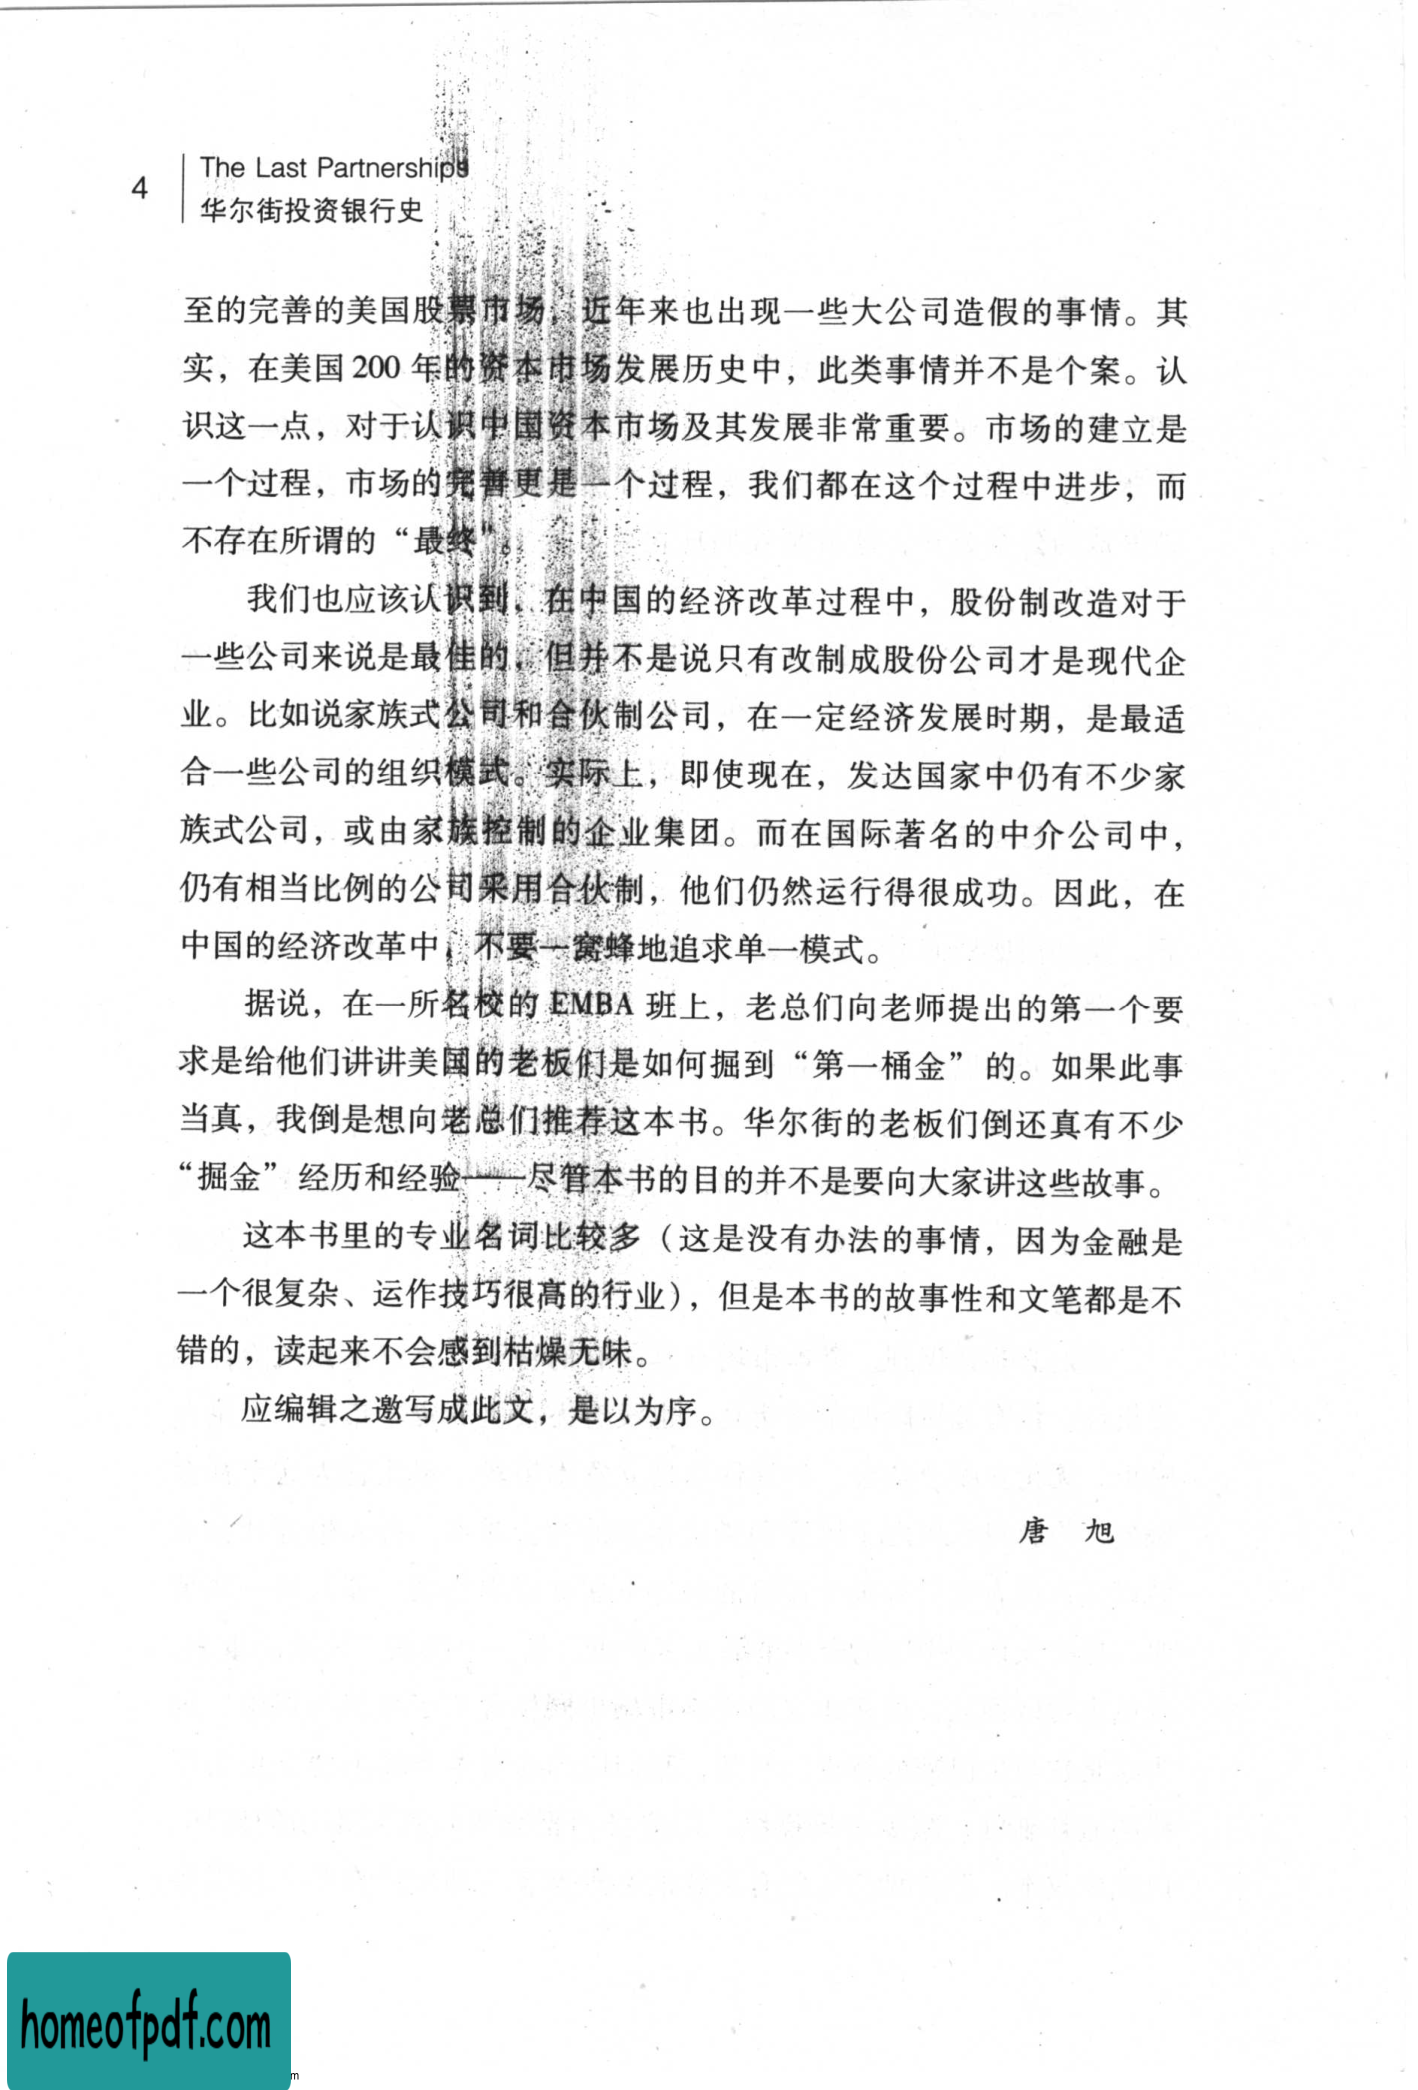 4
The Last Partnerships
华尔街投资银行史
至的完善的美国股票市场，近年来也出现一些大公司造假的事情。其
实，在美国200 年的资本市场发展历史中，此类事情并不是个案。认
识这一点，对于认识中国资本市场及其发展非常重要。市场的建立是
一个过程，市场的完善更是一个过程，我们都在这个过程中进步，而
不存在所谓的“最终”。
我们也应该认识到，在中国的经济改革过程中，股份制改造对于
一些公司来说是最佳的，但并不是说只有改制成股份公司才是现代企
业。比如说家族式公司和合伙制公司，在一定经济发展时期，是最适
合一些公司的组织模式。实际上，即使现在，发达国家中仍有不少家
族式公司，或由家族控制的企业集团。而在国际著名的中介公司中，
仍有相当比例的公司采用合伙制，他们仍然运行得很成功。因此，在
中国的经济改革中，不要一窝蜂地追求单一模式。
据说，在一所名校的 EMBA 班上，老总们向老师提出的第一个要
求是给他们讲讲美国的老板们是如何掘到“第一桶金”的。如果此事
当真，我倒是想向老总们推荐这本书。华尔街的老板们倒还真有不少
“掘金”经历和经验——尽管本书的目的并不是要向大家讲这些故事。
这本书里的专业名词比较多（这是没有办法的事情，因为金融是
一个很复杂、运作技巧很高的行业），但是本书的故事性和文笔都是不
错的，读起来不会感到枯燥无味。
应编辑之邀写成此文，是以为序。
唐 旭
homeofpdf.com
m